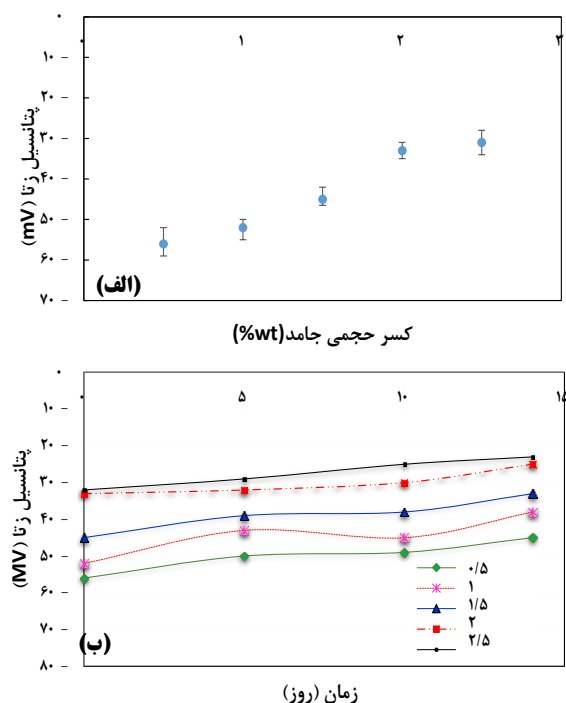 ۰ ۱ ۲ ۳
۰
۱۰ –
۲۰ –
۳۰ –
۴۰ –
۵۰ –
۶۰ –
۷۰ –
پتانسیل زتا (mV)
(الف)
کسر حجمی جامد(%wt)
۰ ۵ ۱۰ ۱۵
۰
۱۰ –
۲۰ –
۳۰ –
۴۰ –
۵۰ –
۶۰ –
۷۰ –
۸۰ –
پتانسیل زتا (MV)
۰/۵
۱
۱/۵
۲
۲/۵
(ب)
زمان (روز)